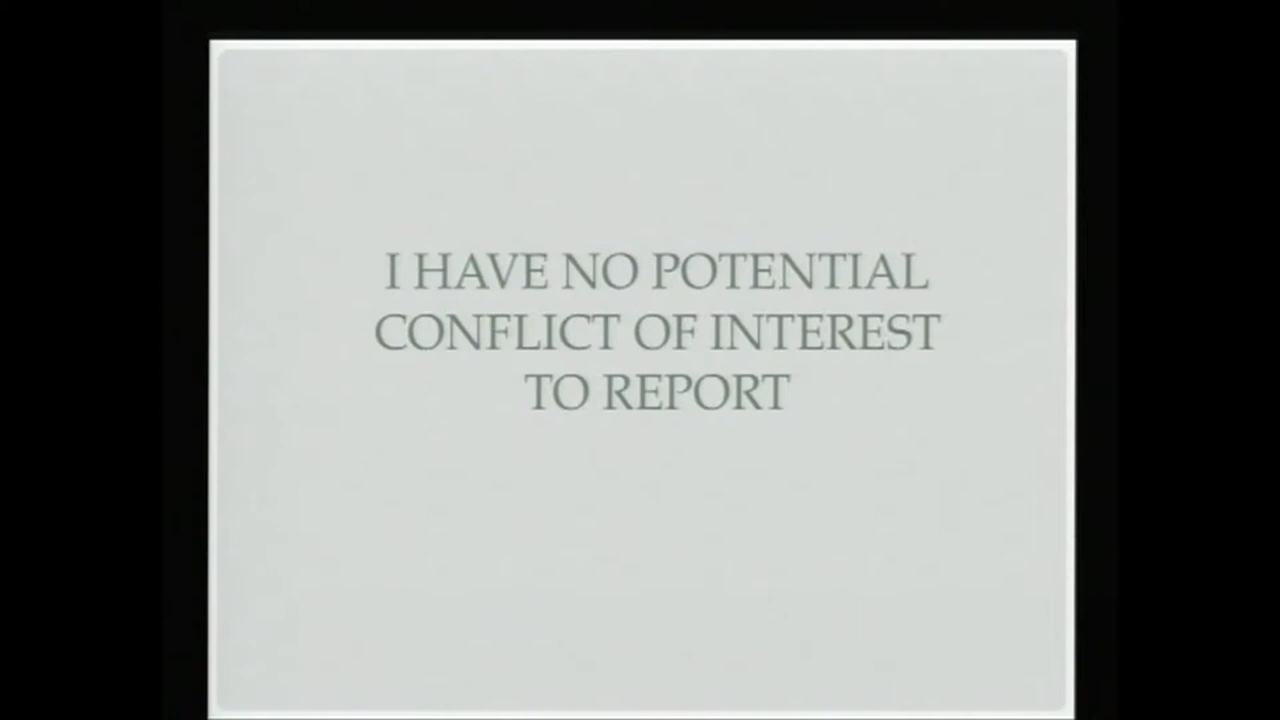 I HAVE NO POTENTIAL
CONFLICT OF INTEREST
TO REPORT